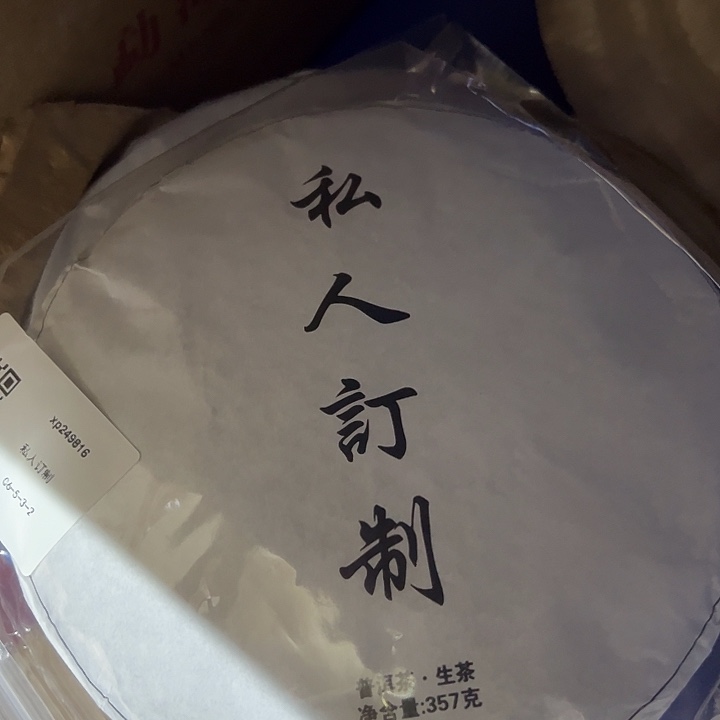 私人訂制
普洱茶·生茶
净含量:357克
xp249816
私人订制
C6-5-3-2